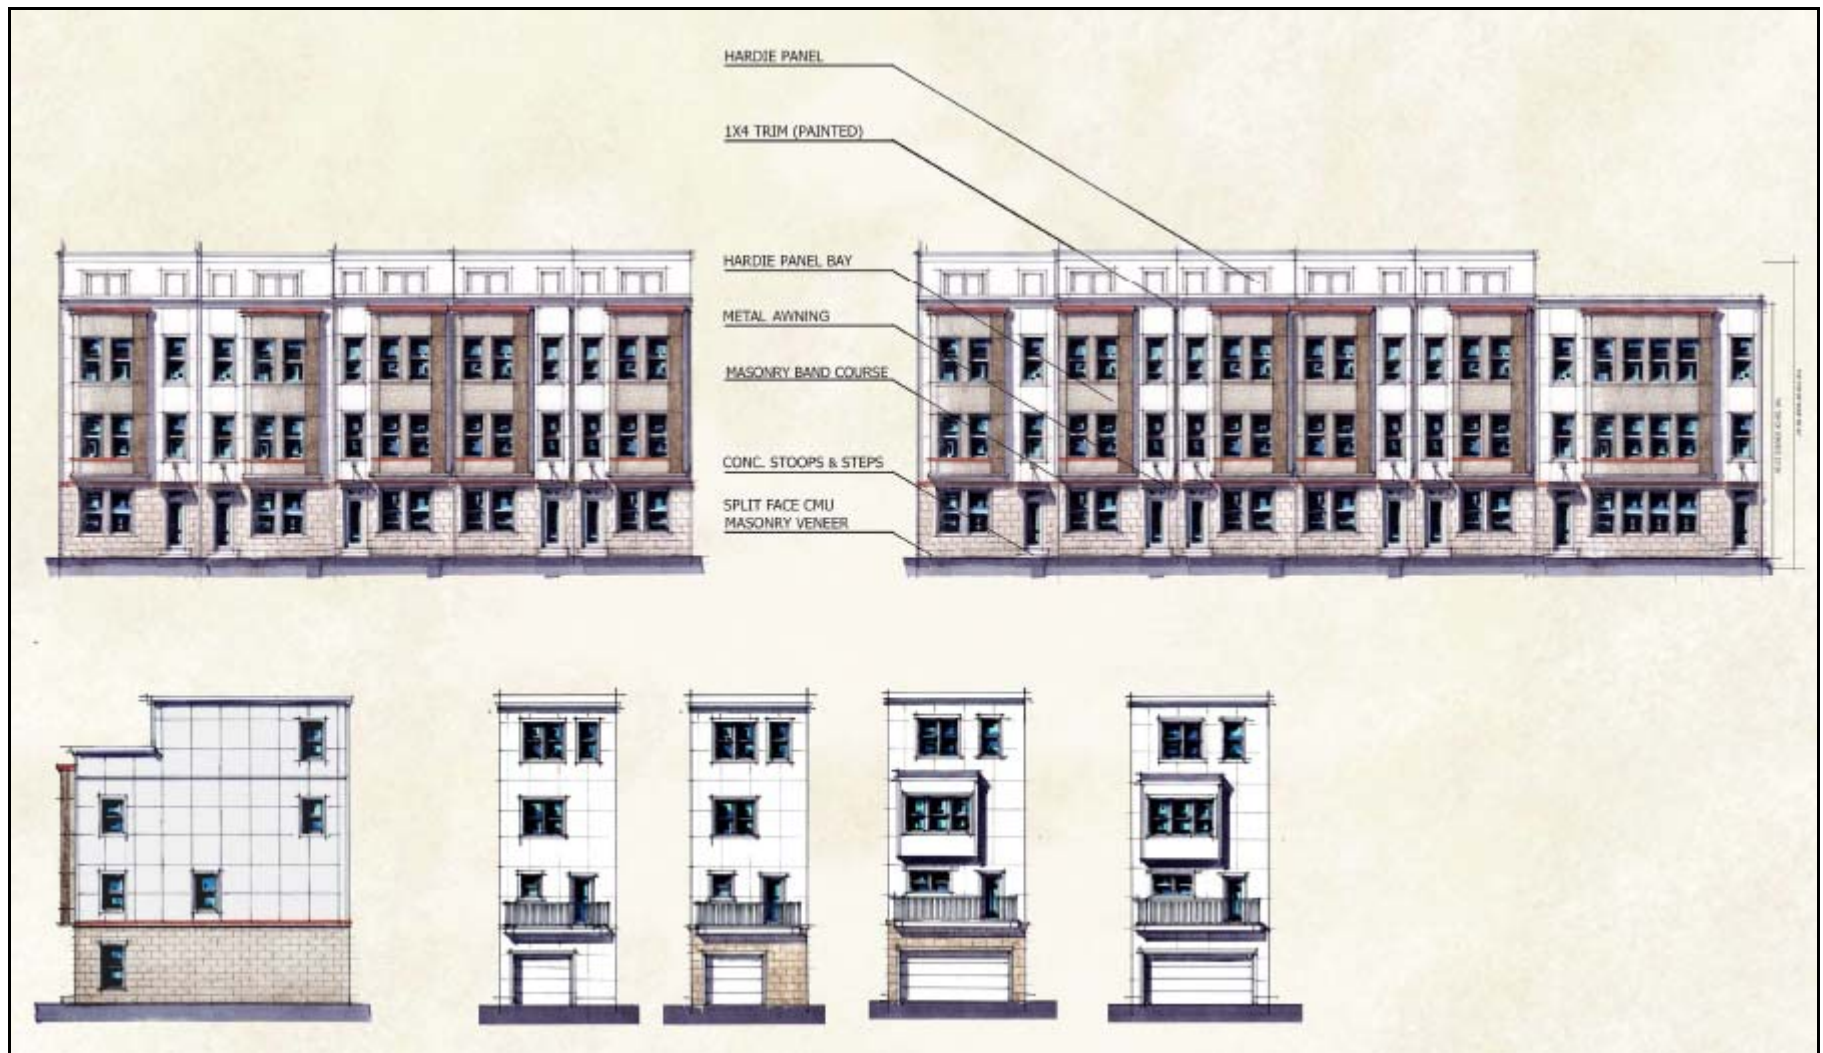 HARDIE PANEL
1X4 TRIM (PAINTED)
HARDIE PANEL BAY
METAL AWNING
MASONRY BAND COURSE
CONC. STOOPS & STEPS
SPLIT FACE CMU
MASONRY VENEER